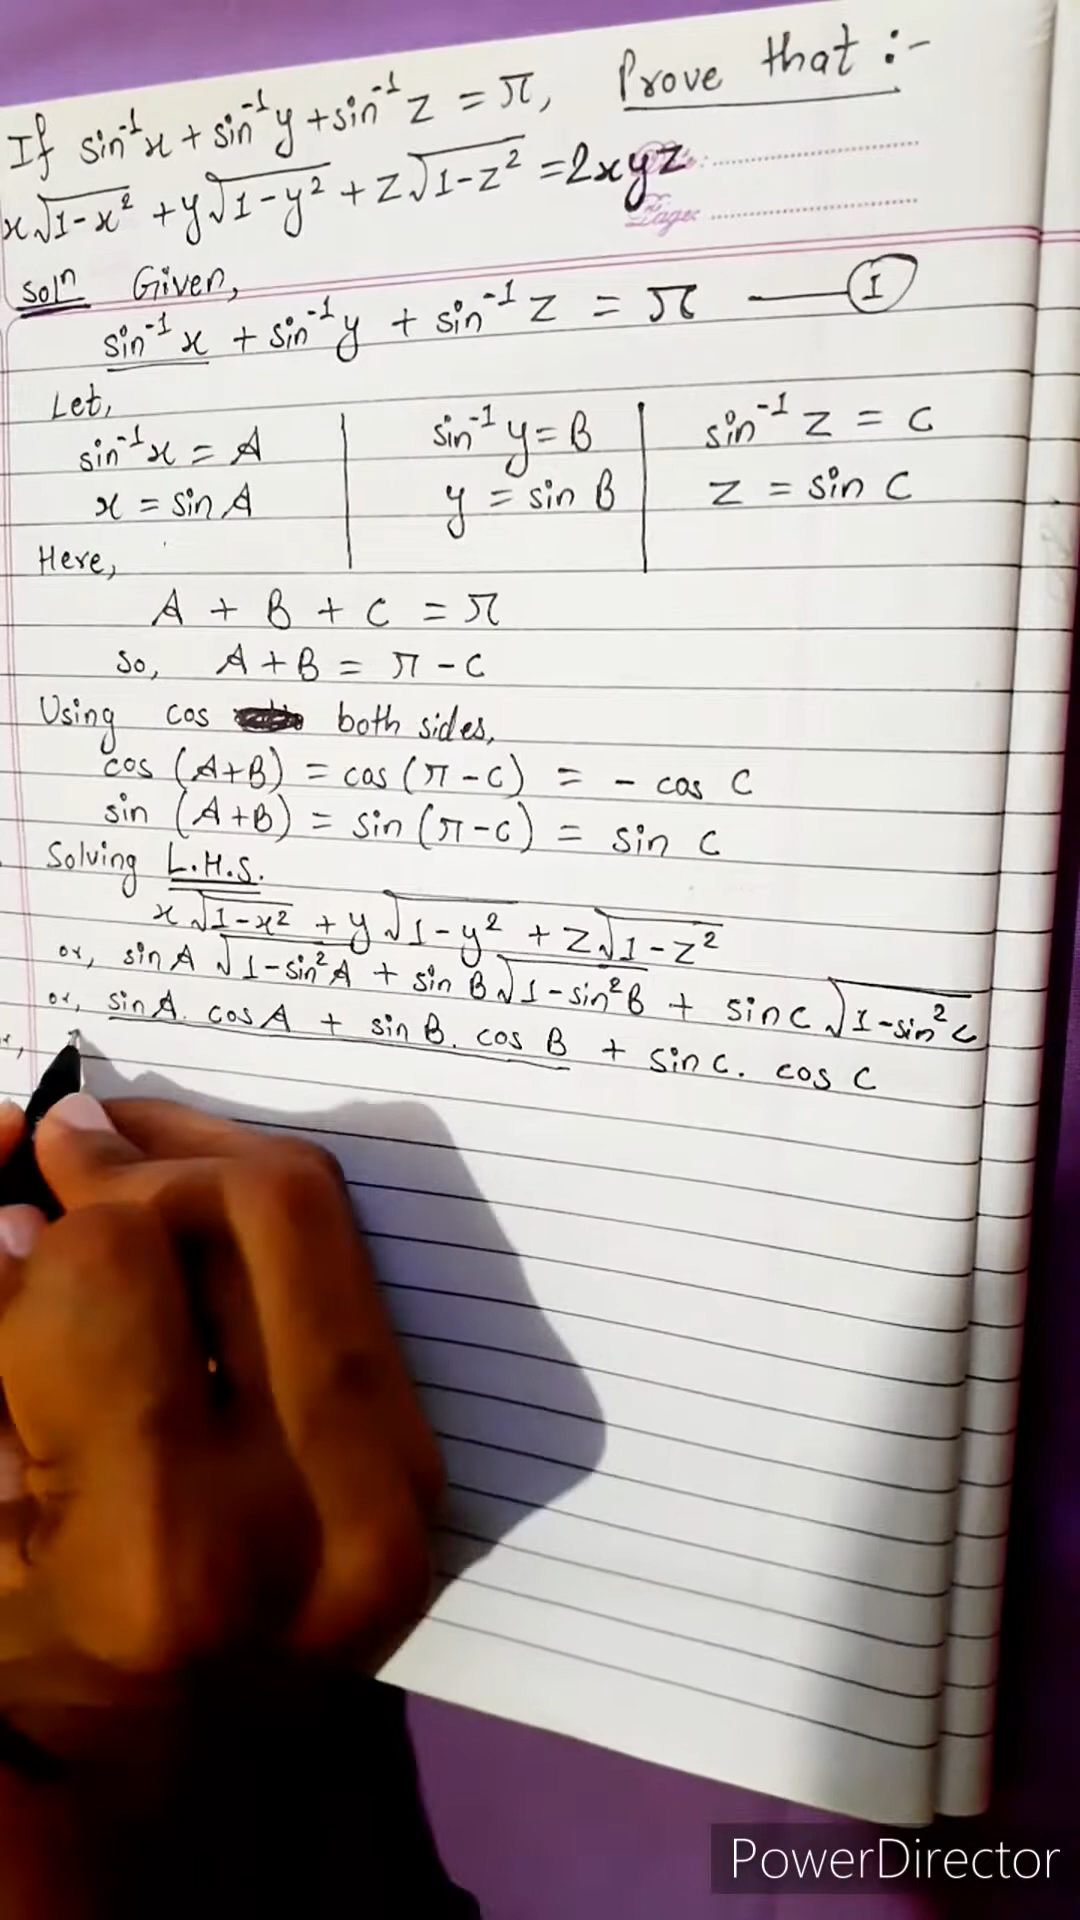 If sin⁻¹x + sin⁻¹y + sin⁻¹z = π, Prove that :-
x√1-x² + y√1-y² + z√1-z² = 2xyz
Page:
Solⁿ Given,
sin⁻¹x + sin⁻¹y + sin⁻¹z = π — I
Let,
sin⁻¹x = A | sin⁻¹y = B | sin⁻¹z = C
x = sin A | y = sin B | z = sin C
Here,
A + B + C = π
So, A + B = π - C
Using cos both sides,
cos (A+B) = cos (π - C) = - cos C
sin (A+B) = sin (π - C) = sin C
Solving L.H.S.
x√1-x² + y√1-y² + z√1-z²
or, sin A √1-sin²A + sin B √1-sin²B + sin C √1-sin²C
or, sin A. cos A + sin B. cos B + sin C. cos C
PowerDirector